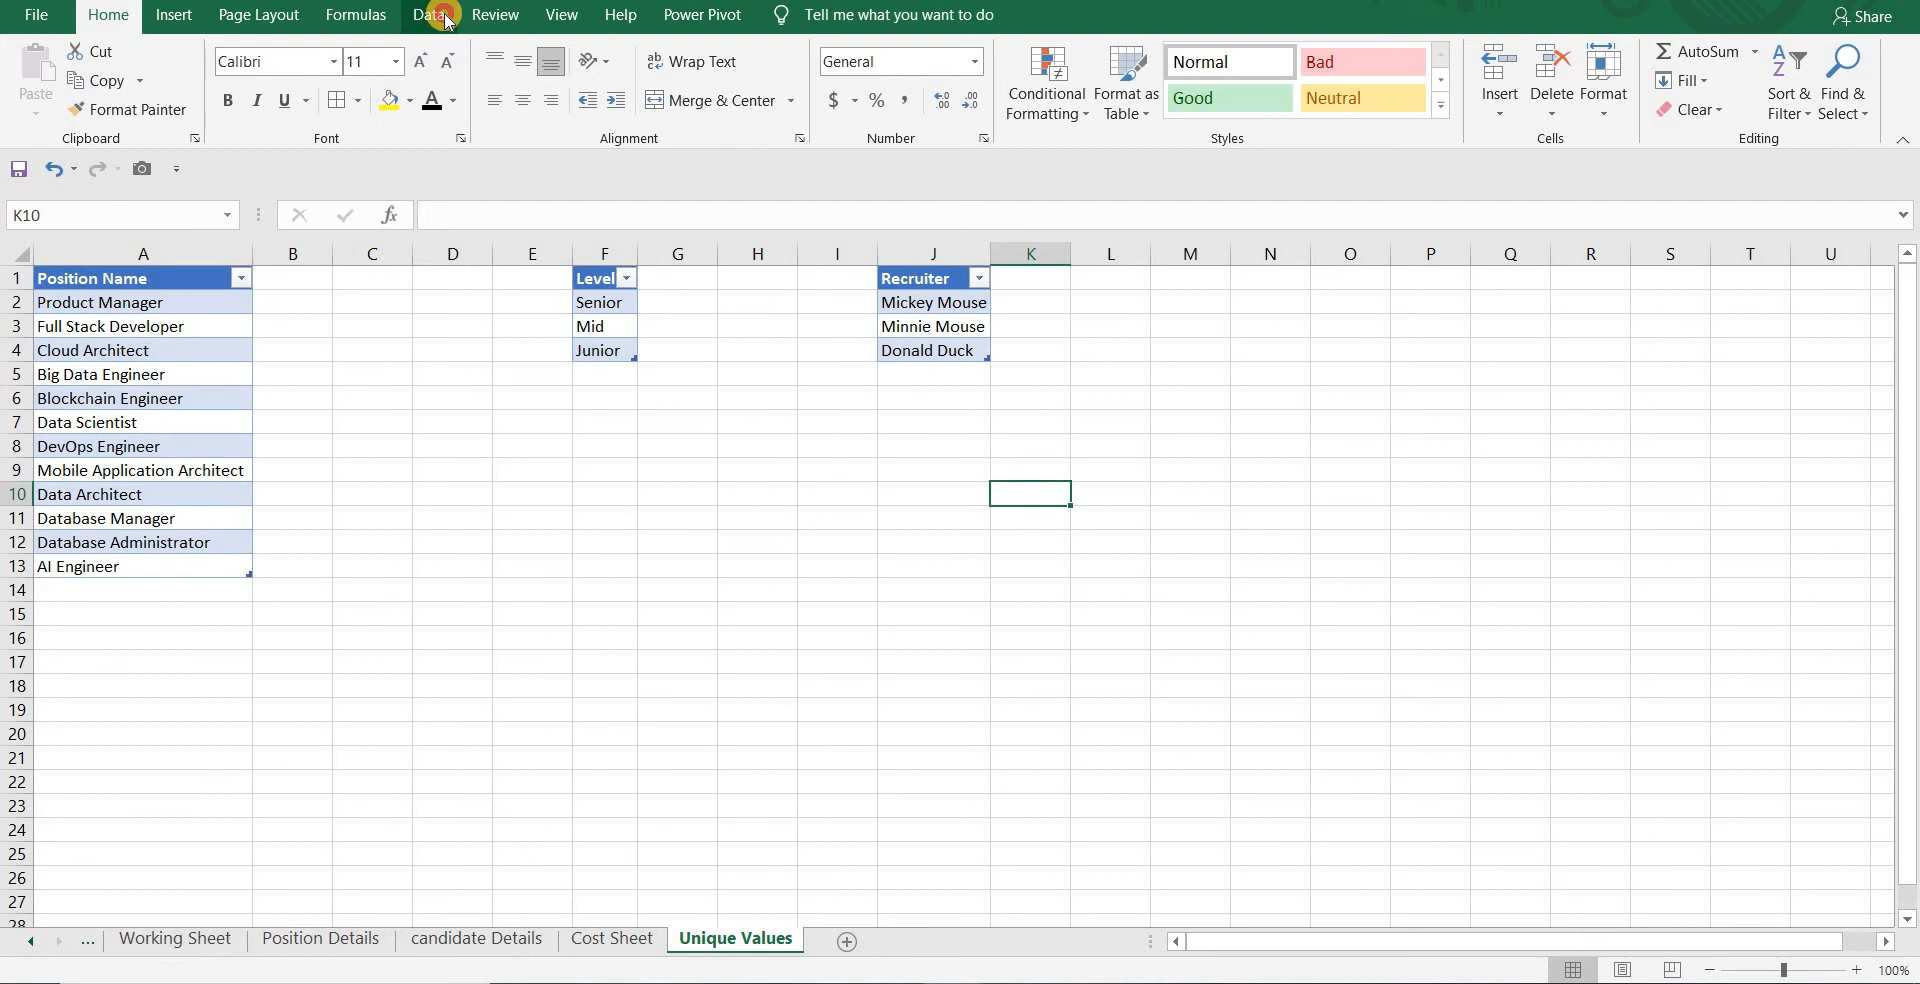 File Home Insert Page Layout Formulas Data Review View Help Power Pivot Tell me what you want to do Share
Paste
Cut
Copy
Format Painter
Clipboard
Calibri 11
B I U
Font
Wrap Text
Merge & Center
Alignment
General
$ % ,
Number
Conditional Formatting
Format as Table
Normal Bad
Good Neutral
Styles
Insert Delete Format
Cells
AutoSum
Fill
Clear
Sort & Filter
Find & Select
Editing
K10 fx
A B C D E F G H I J K L M N O P Q R S T U
1 Position Name Level Recruiter
2 Product Manager Senior Mickey Mouse
3 Full Stack Developer Mid Minnie Mouse
4 Cloud Architect Junior Donald Duck
5 Big Data Engineer
6 Blockchain Engineer
7 Data Scientist
8 DevOps Engineer
9 Mobile Application Architect
10 Data Architect
11 Database Manager
12 Database Administrator
13 AI Engineer
14
15
16
17
18
19
20
21
22
23
24
25
26
27
28
... Working Sheet Position Details candidate Details Cost Sheet Unique Values
100%